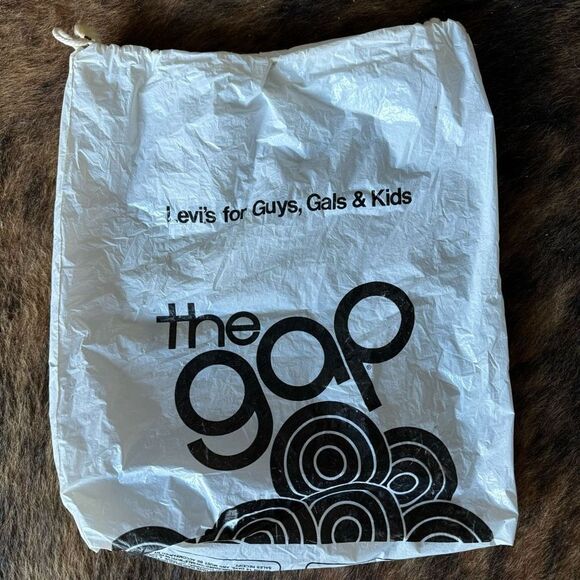 Levi's for Guys, Gals & Kids
the
gap